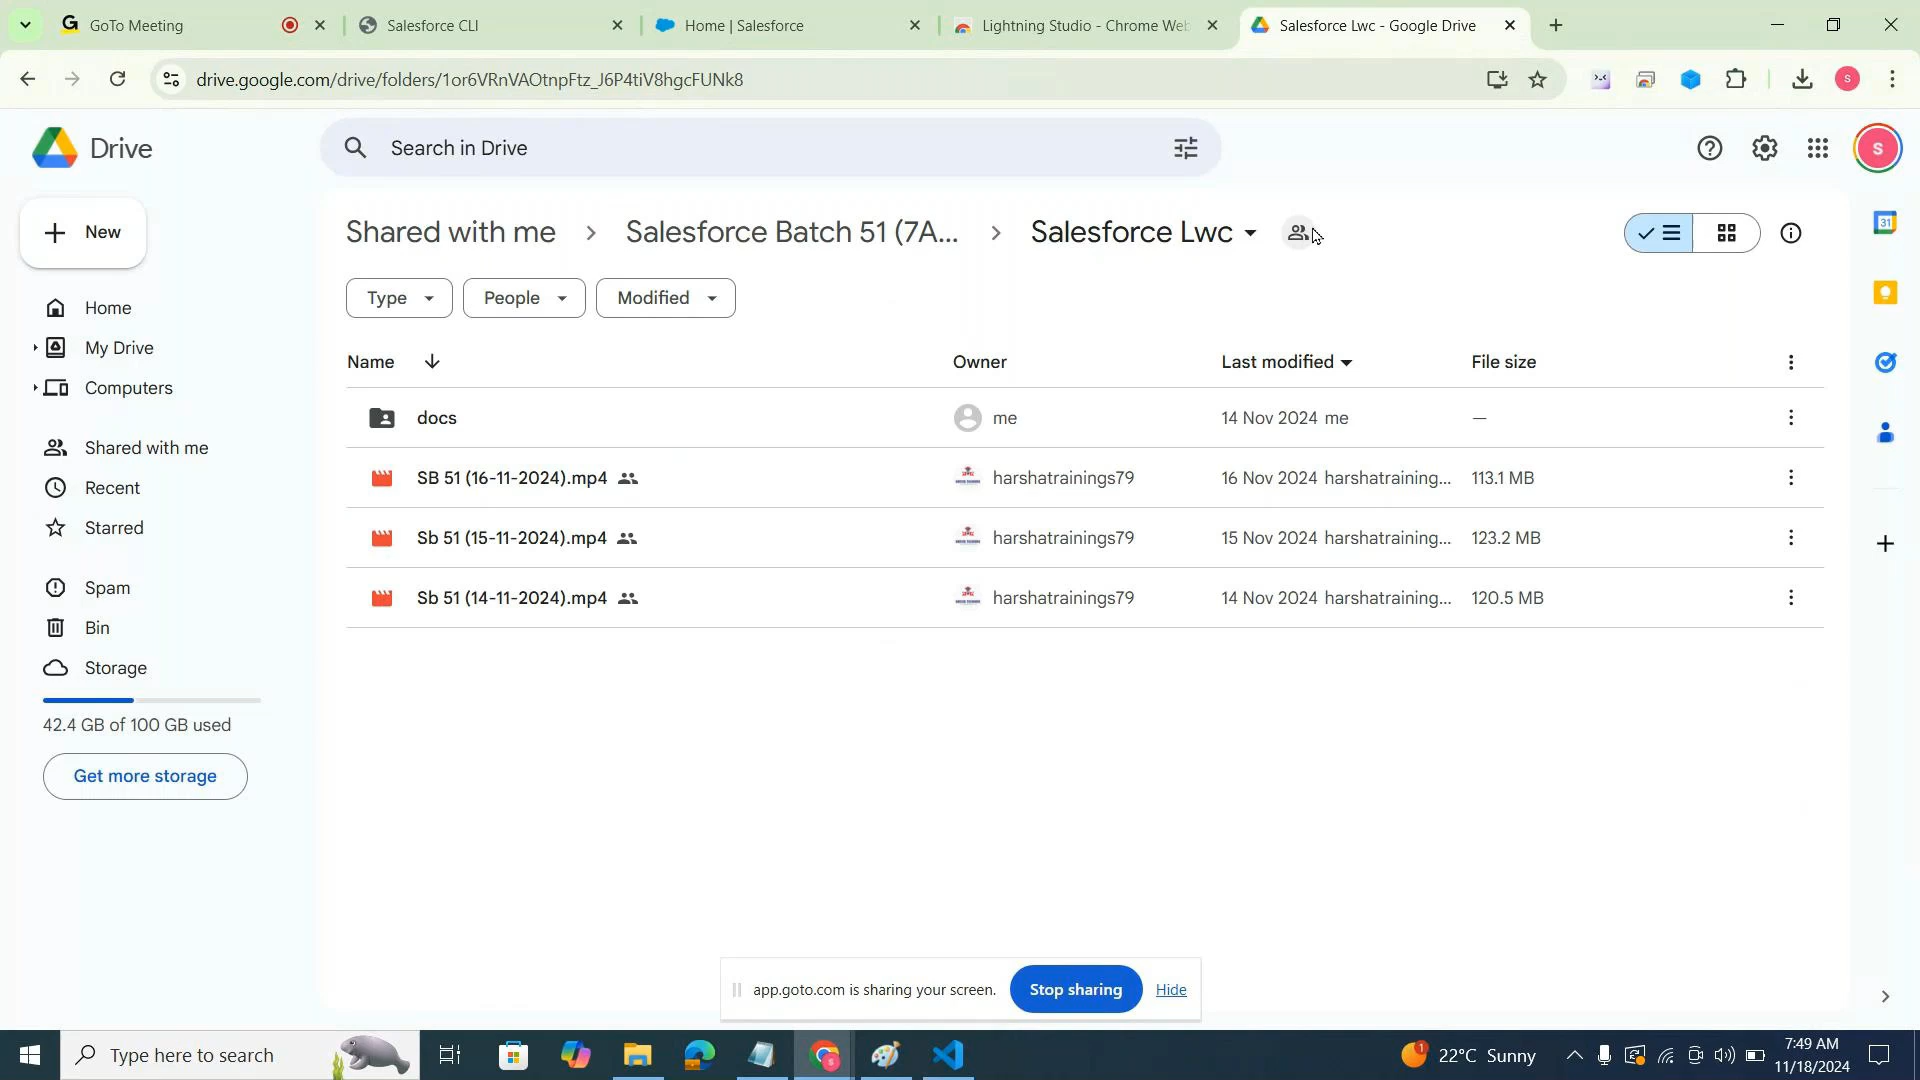 GoTo Meeting
Salesforce CLI
Home | Salesforce
Lightning Studio - Chrome Web
Salesforce Lwc - Google Drive
drive.google.com/drive/folders/1or6VRnVAOtnpFtz_J6P4tiV8hgcFUNk8
S
Drive
Search in Drive
S
New
Shared with me
Salesforce Batch 51 (7A...
Salesforce Lwc
31
Type
People
Modified
Home
My Drive
Computers
Shared with me
Recent
Starred
Spam
Bin
Storage
42.4 GB of 100 GB used
Get more storage
Name Owner Last modified File size
docs me 14 Nov 2024 me —
SB 51 (16-11-2024).mp4 harshatrainings79 16 Nov 2024 harshatraining... 113.1 MB
Sb 51 (15-11-2024).mp4 harshatrainings79 15 Nov 2024 harshatraining... 123.2 MB
Sb 51 (14-11-2024).mp4 harshatrainings79 14 Nov 2024 harshatraining... 120.5 MB
app.goto.com is sharing your screen.
Stop sharing
Hide
Type here to search
1
22°C Sunny
7:49 AM
11/18/2024